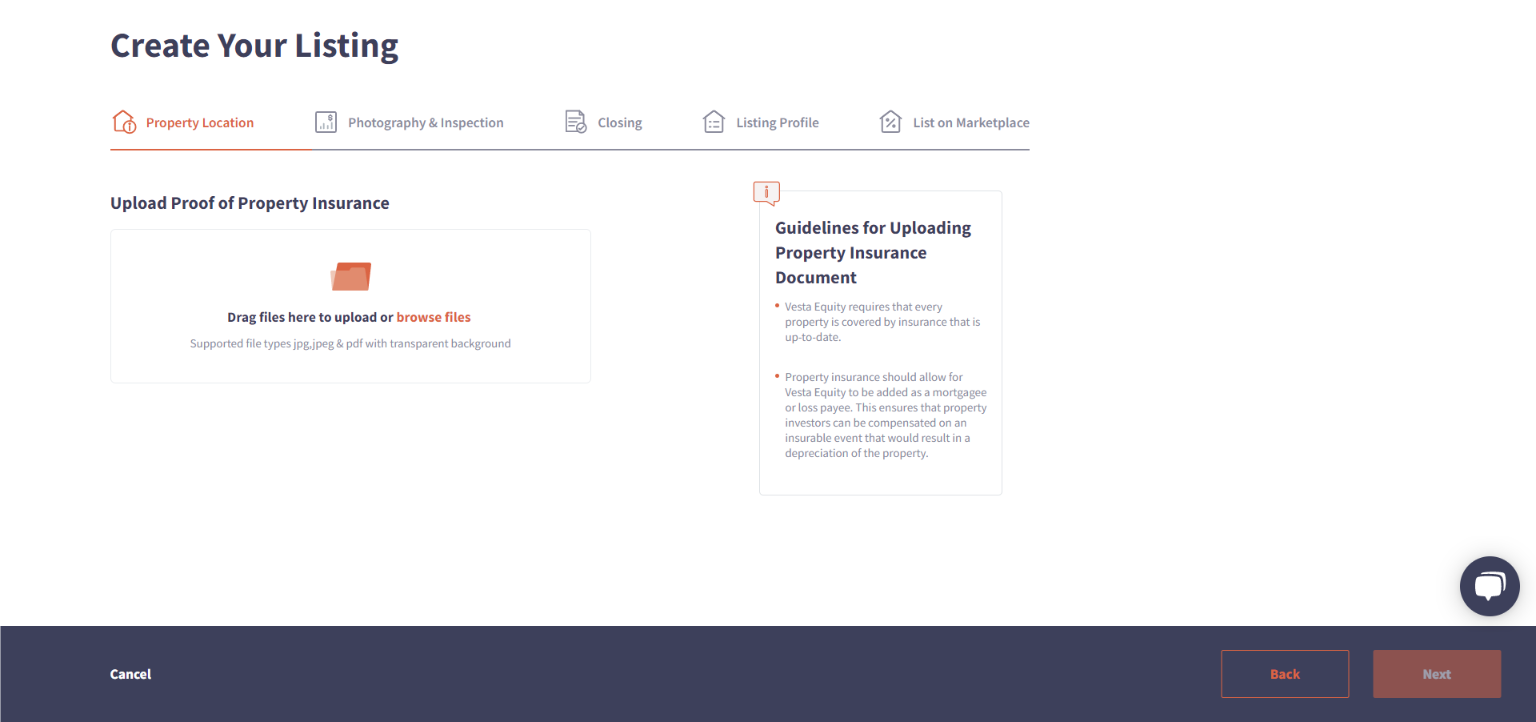 Create Your Listing
Property Location
Photography & Inspection
Closing
Listing Profile
List on Marketplace
Upload Proof of Property Insurance
Drag files here to upload or browse files
Supported file types jpg,jpeg & pdf with transparent background
i
Guidelines for Uploading
Property Insurance
Document
Vesta Equity requires that every
property is covered by insurance that is
up-to-date.
Property insurance should allow for
Vesta Equity to be added as a mortgagee
or loss payee. This ensures that property
investors can be compensated on an
insurable event that would result in a
depreciation of the property.
Cancel
Back
Next